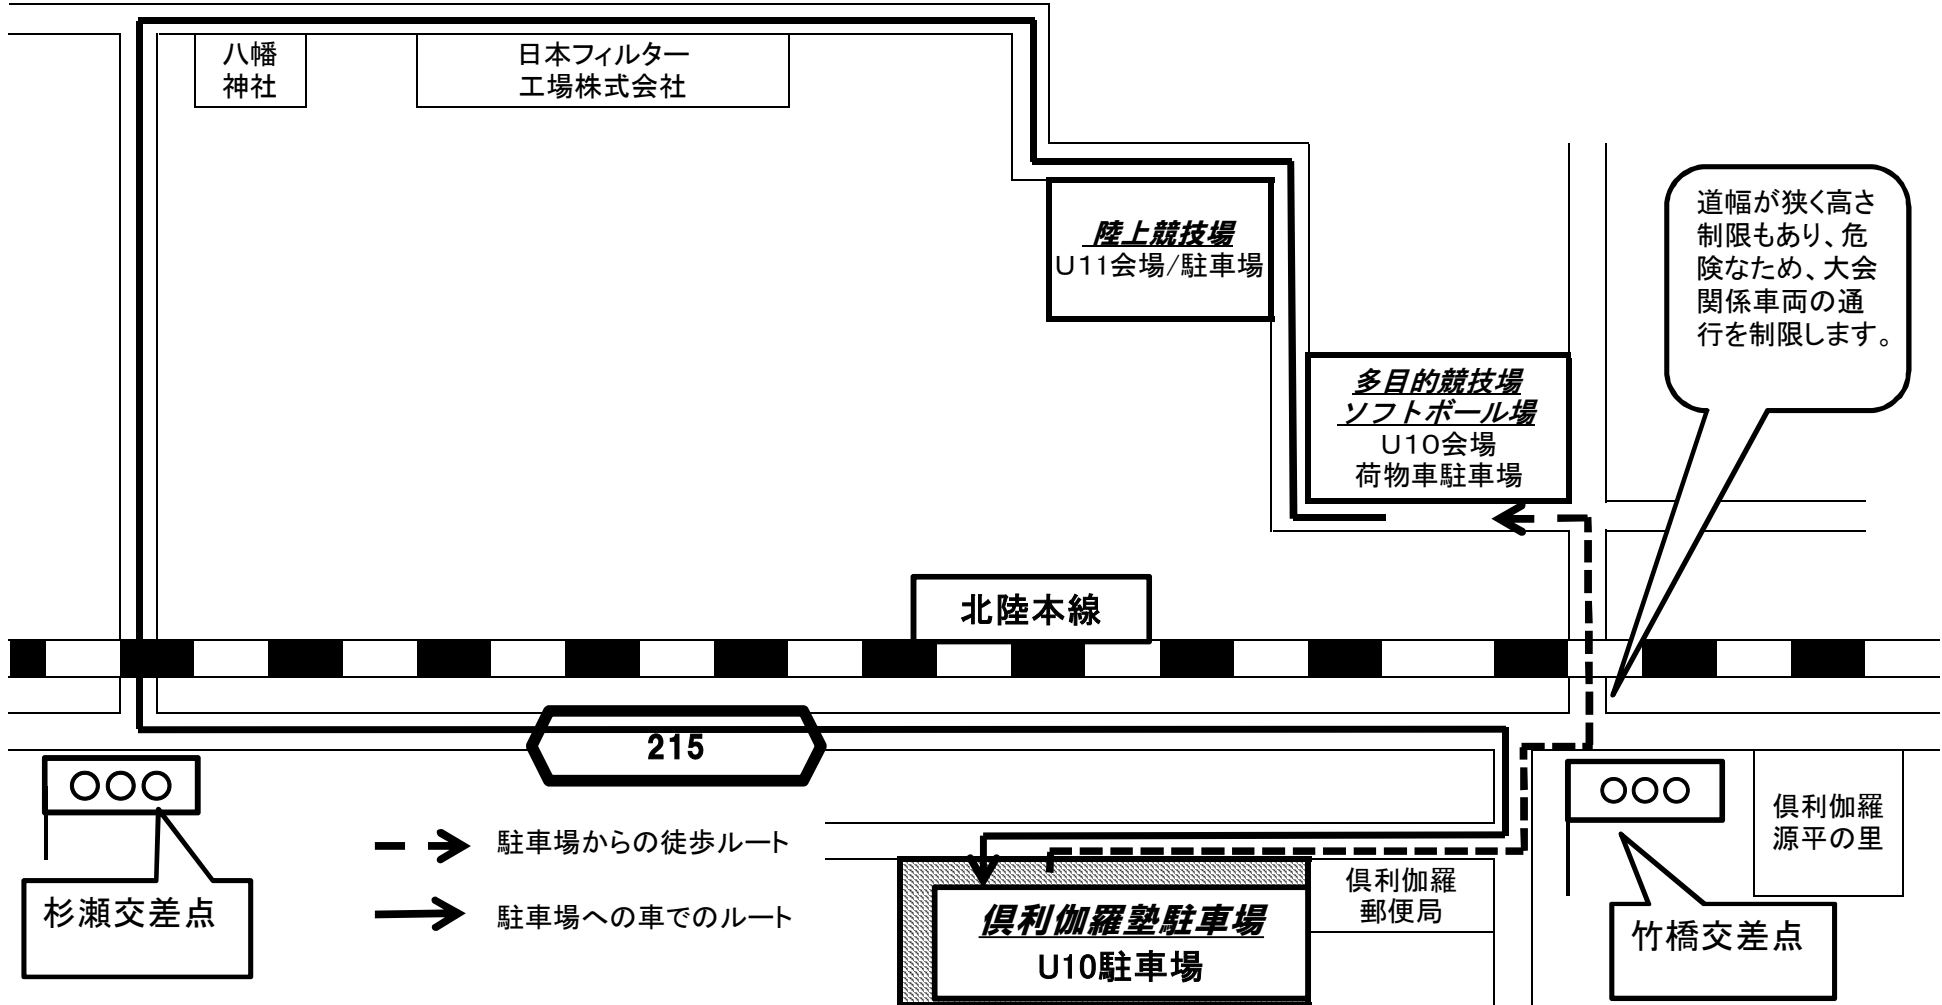 八幡
神社
日本フィルター
工場株式会社
陸上競技場
U11会場/駐車場
道幅が狭く高さ
制限もあり、危
険なため、大会
関係車両の通
行を制限します。
多目的競技場
ソフトボール場
U10会場
荷物車駐車場
北陸本線
215
杉瀬交差点
駐車場からの徒歩ルート
駐車場への車でのルート
倶利伽羅塾駐車場
U10駐車場
倶利伽羅
郵便局
竹橋交差点
倶利伽羅
源平の里